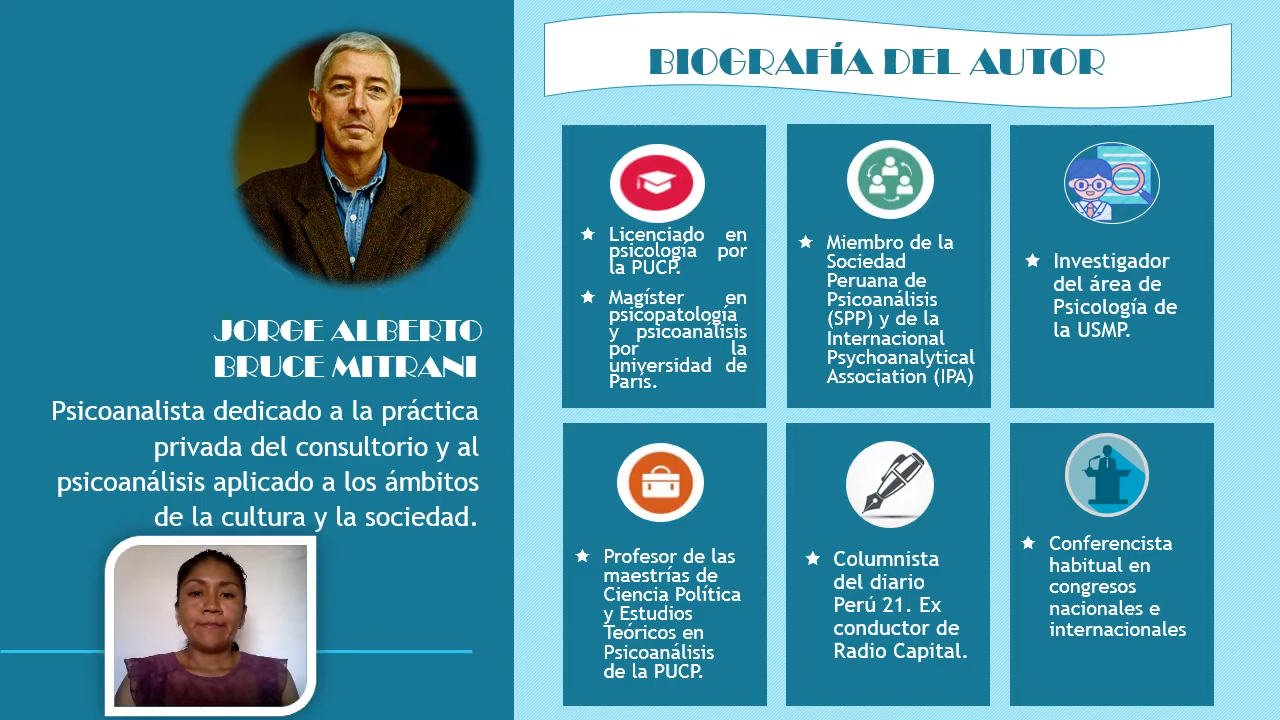 BIOGRAFÍA DEL AUTOR
JORGE ALBERTO
BRUCE MITRANI
Psicoanalista dedicado a la práctica
privada del consultorio y al
psicoanálisis aplicado a los ámbitos
de la cultura y la sociedad.
Licenciado en
psicología por
la PUCP.
Magíster en
psicopatología
y psicoanálisis
por la
universidad de
París.
Miembro de la
Sociedad
Peruana de
Psicoanálisis
(SPP) y de la
Internacional
Psychoanalytical
Association (IPA)
Investigador
del área de
Psicología de
la USMP.
Profesor de las
maestrías de
Ciencia Política
y Estudios
Teóricos en
Psicoanálisis
de la PUCP.
Columnista
del diario
Perú 21. Ex
conductor de
Radio Capital.
Conferencista
habitual en
congresos
nacionales e
internacionales